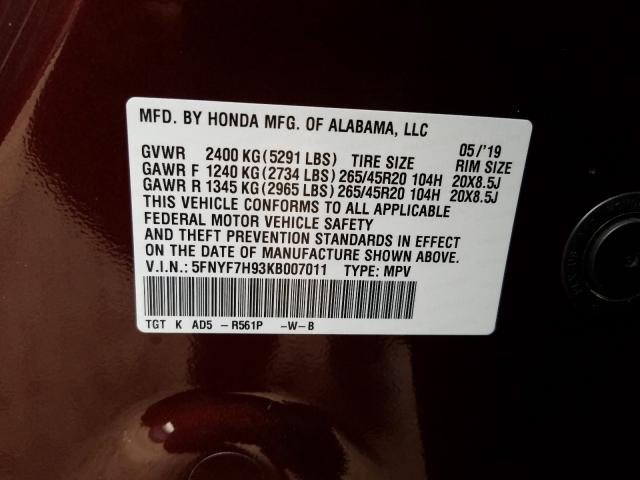 MFD. BY HONDA MFG. OF ALABAMA, LLC
05/'19
GVWR 2400 KG(5291 LBS) TIRE SIZE RIM SIZE
GAWR F 1240 KG(2734 LBS)265/45R20 104H 20X8.5J
GAWR R 1345 KG(2965 LBS)265/45R20 104H 20X8.5J
THIS VEHICLE CONFORMS TO ALL APPLICABLE
FEDERAL MOTOR VEHICLE SAFETY
AND THEFT PREVENTION STANDARDS IN EFFECT
ON THE DATE OF MANUFACTURE SHOWN ABOVE.
V.I.N.: 5FNYF7H93KB007011 TYPE: MPV
TGT K AD5 -R561P -W-B